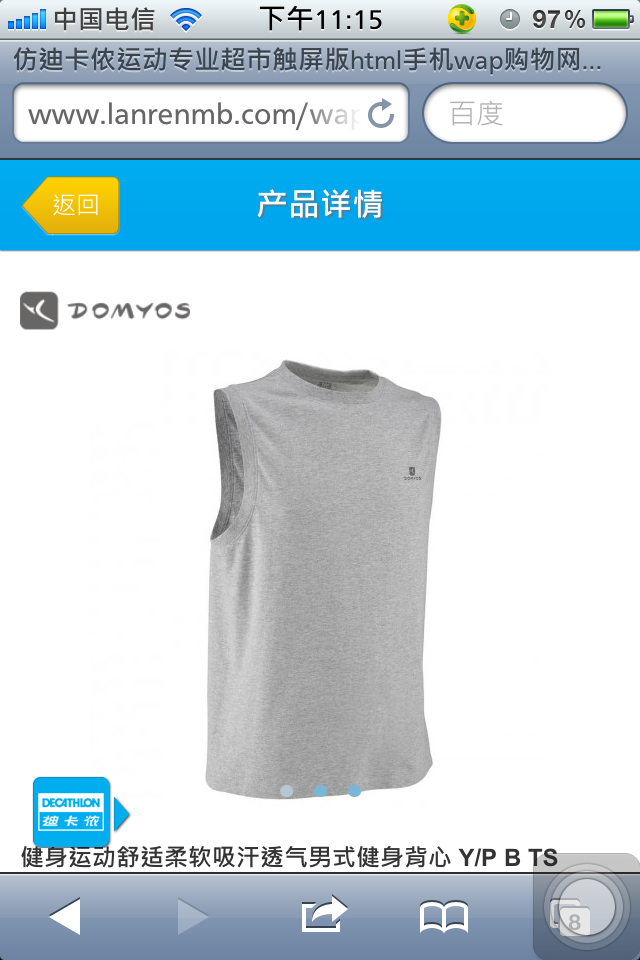 中国电信 下午11:15 97%
仿迪卡侬运动专业超市触屏版html手机wap购物网...
www.lanrenmb.com/wap 百度
返回 产品详情
DOMYOS
DOMYOS
DECATHLON
迪卡侬
健身运动舒适柔软吸汗透气男式健身背心 Y/P B TS
8